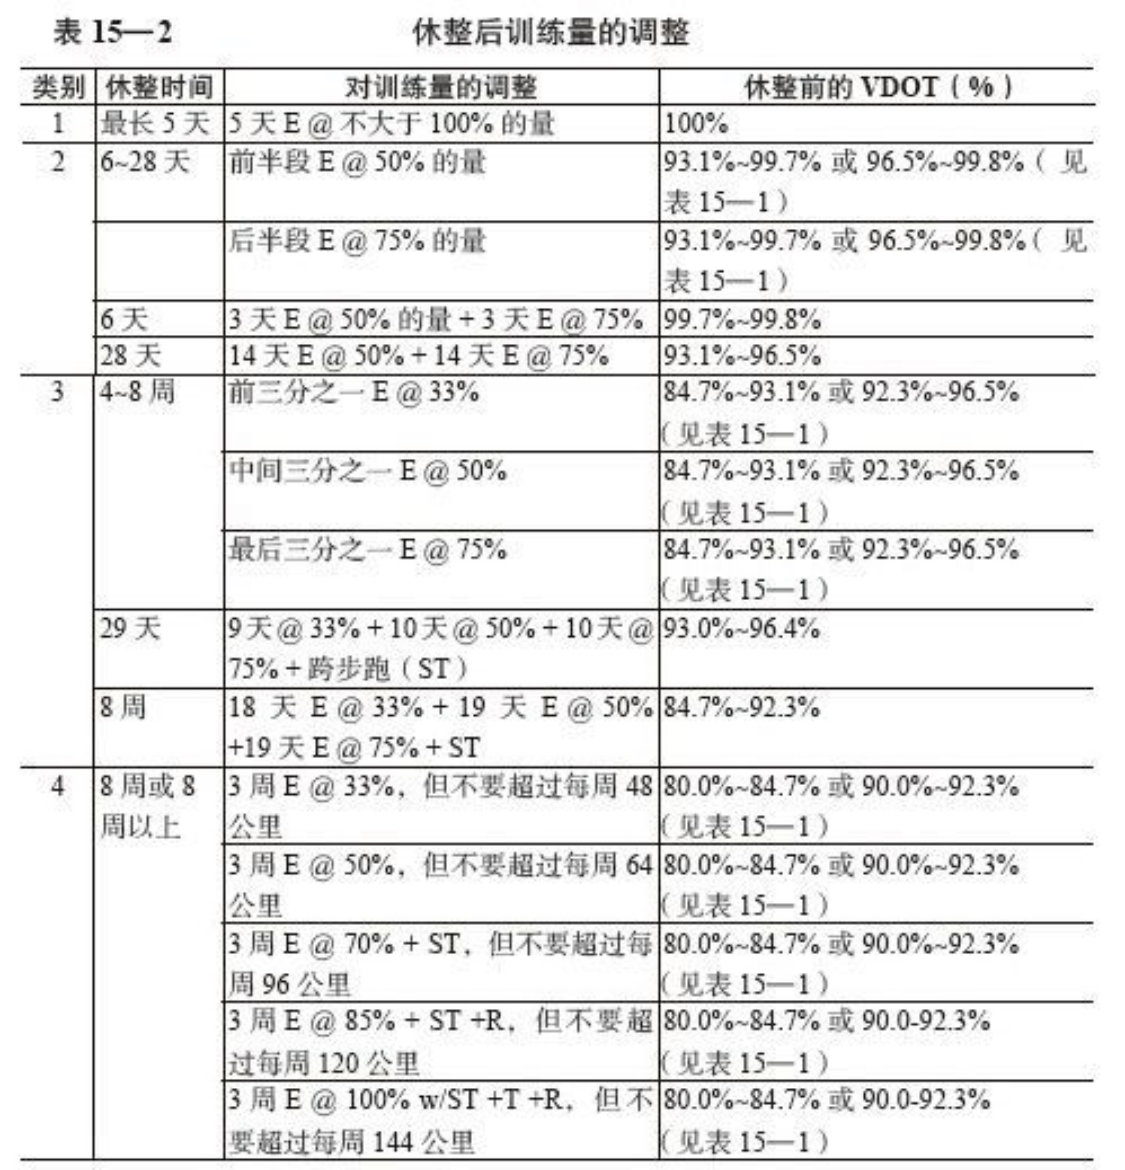 表 15—2 休整后训练量的调整
类别 休整时间 对训练量的调整 休整前的 VDOT（%）
1 最长 5 天 5 天 E @ 不大于 100% 的量 100%
2 6~28 天 前半段 E @ 50% 的量 93.1%~99.7% 或 96.5%~99.8%（ 见
表 15—1）
后半段 E @ 75% 的量 93.1%~99.7% 或 96.5%~99.8%（ 见
表 15—1）
6 天 3 天 E @ 50% 的量 + 3 天 E @ 75% 99.7%~99.8%
28 天 14 天 E @ 50% + 14 天 E @ 75% 93.1%~96.5%
3 4~8 周 前三分之一 E @ 33% 84.7%~93.1% 或 92.3%~96.5%
（见表 15—1）
中间三分之一 E @ 50% 84.7%~93.1% 或 92.3%~96.5%
（见表 15—1）
最后三分之一 E @ 75% 84.7%~93.1% 或 92.3%~96.5%
（见表 15—1）
29 天 9天@ 33% + 10天@ 50% + 10天@ 93.0%~96.4%
75% + 跨步跑（ST）
8 周 18 天 E @ 33% + 19 天 E @ 50% 84.7%~92.3%
+19 天 E @ 75% + ST
4 8 周或 8 3 周 E @ 33%，但不要超过每周 48 80.0%~84.7% 或 90.0%~92.3%
周以上 公里 （见表 15—1）
3 周 E @ 50%，但不要超过每周 64 80.0%~84.7% 或 90.0%~92.3%
公里 （见表 15—1）
3 周 E @ 70% + ST，但不要超过每 80.0%~84.7% 或 90.0%~92.3%
周 96 公里 （见表 15—1）
3 周 E @ 85% + ST +R，但不要超 80.0%~84.7% 或 90.0-92.3%
过每周 120 公里 （见表 15—1）
3 周 E @ 100% w/ST +T +R，但不 80.0%~84.7% 或 90.0-92.3%
要超过每周 144 公里 （见表 15—1）